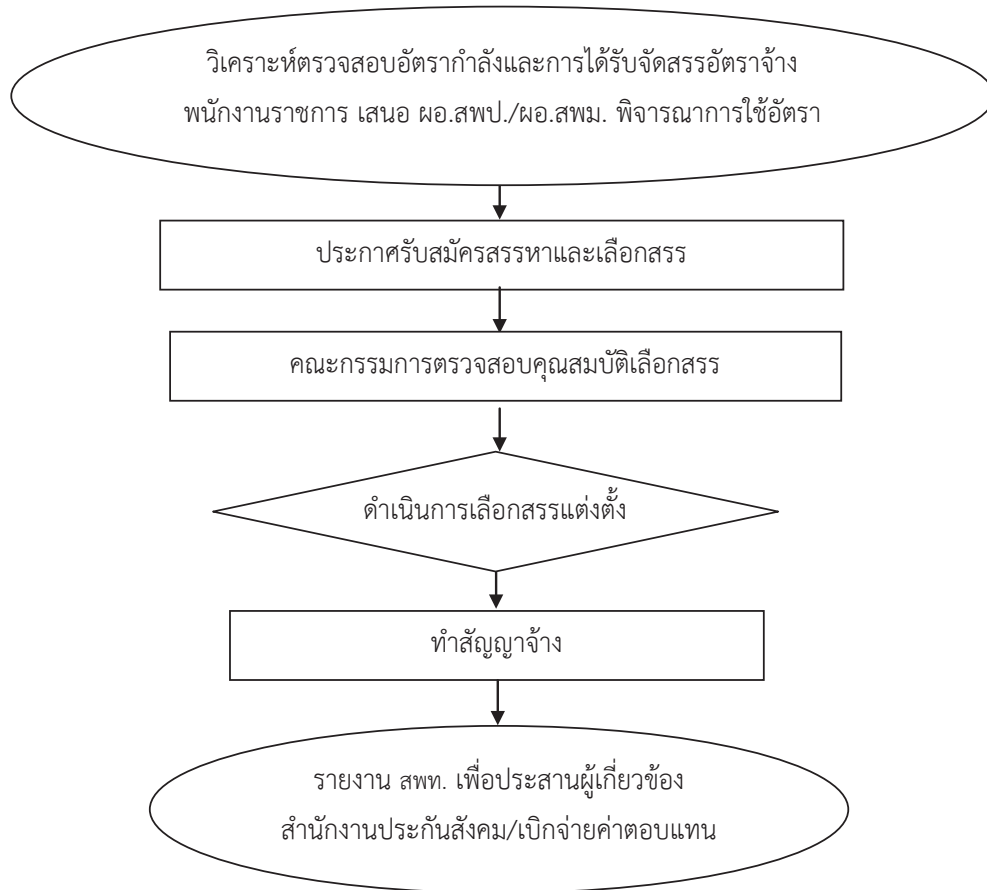 วิเคราะห์ตรวจสอบอัตรากำลังและการได้รับจัดสรรอัตราจ้าง
พนักงานราชการ เสนอ ผอ.สพป./ผอ.สพม. พิจารณาการใช้อัตรา
ประกาศรับสมัครสรรหาและเลือกสรร
คณะกรรมการตรวจสอบคุณสมบัติเลือกสรร
ดำเนินการเลือกสรรแต่งตั้ง
ทำสัญญาจ้าง
รายงาน สพท. เพื่อประสานผู้เกี่ยวข้อง
สำนักงานประกันสังคม/เบิกจ่ายค่าตอบแทน